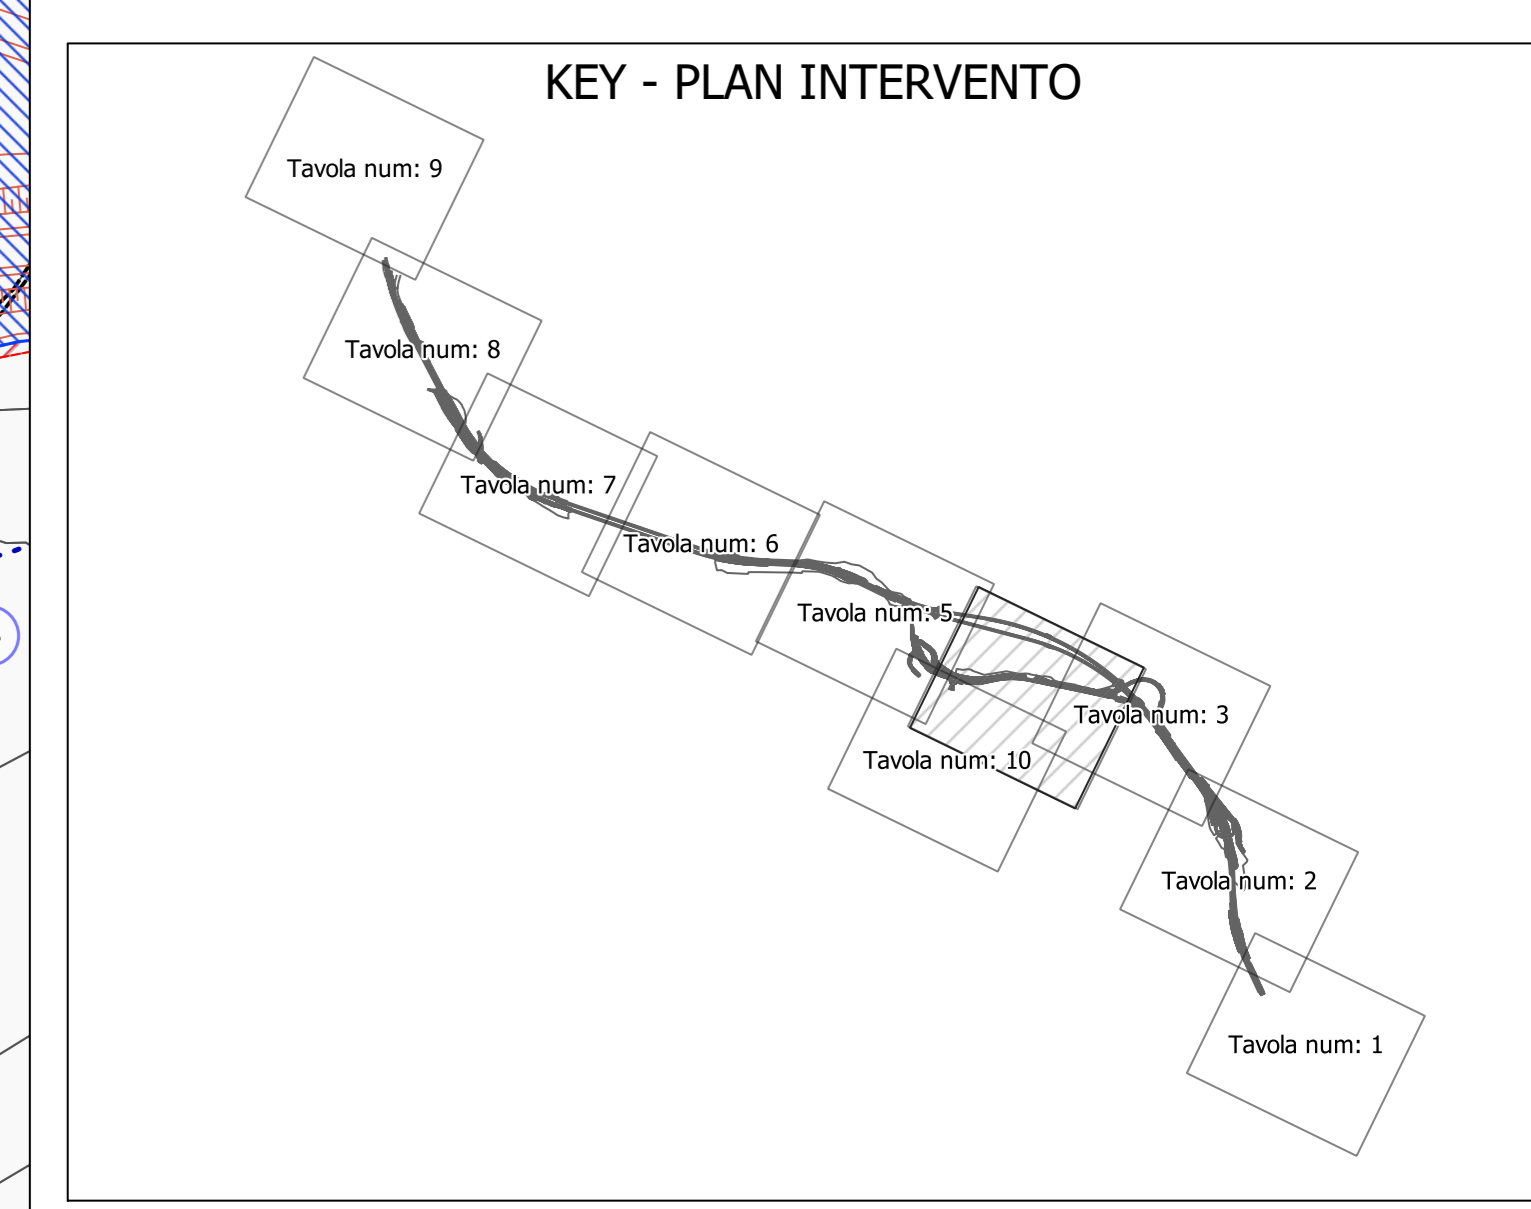 KEY - PLAN INTERVENTO
Tavola num: 9
Tavola num: 8
Tavola num: 7
Tavola num: 6
Tavola num: 5
Tavola num: 3
Tavola num: 10
Tavola num: 2
Tavola num: 1